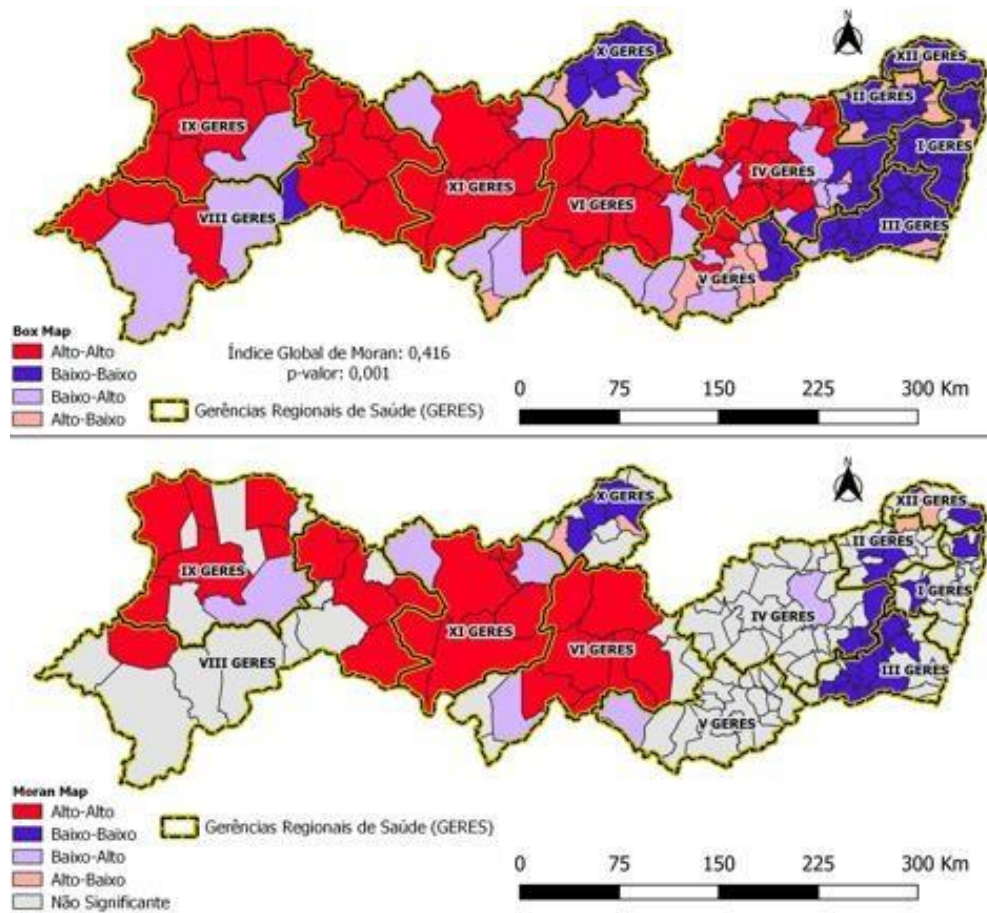 N
X GERES
XII GERES
II GERES
IX GERES
I GERES
IV GERES
XI GERES
VI GERES
VIII GERES
III GERES
V GERES
Box Map
Alto-Alto
Baixo-Baixo
Baixo-Alto
Alto-Baixo
Índice Global de Moran: 0,416
p-valor: 0,001
Gerências Regionais de Saúde (GERES)
0 75 150 225 300 Km
N
X GERES
XII GERES
II GERES
IX GERES
I GERES
IV GERES
XI GERES
VI GERES
VIII GERES
III GERES
V GERES
Moran Map
Alto-Alto
Baixo-Baixo
Baixo-Alto
Alto-Baixo
Não Significante
Gerências Regionais de Saúde (GERES)
0 75 150 225 300 Km